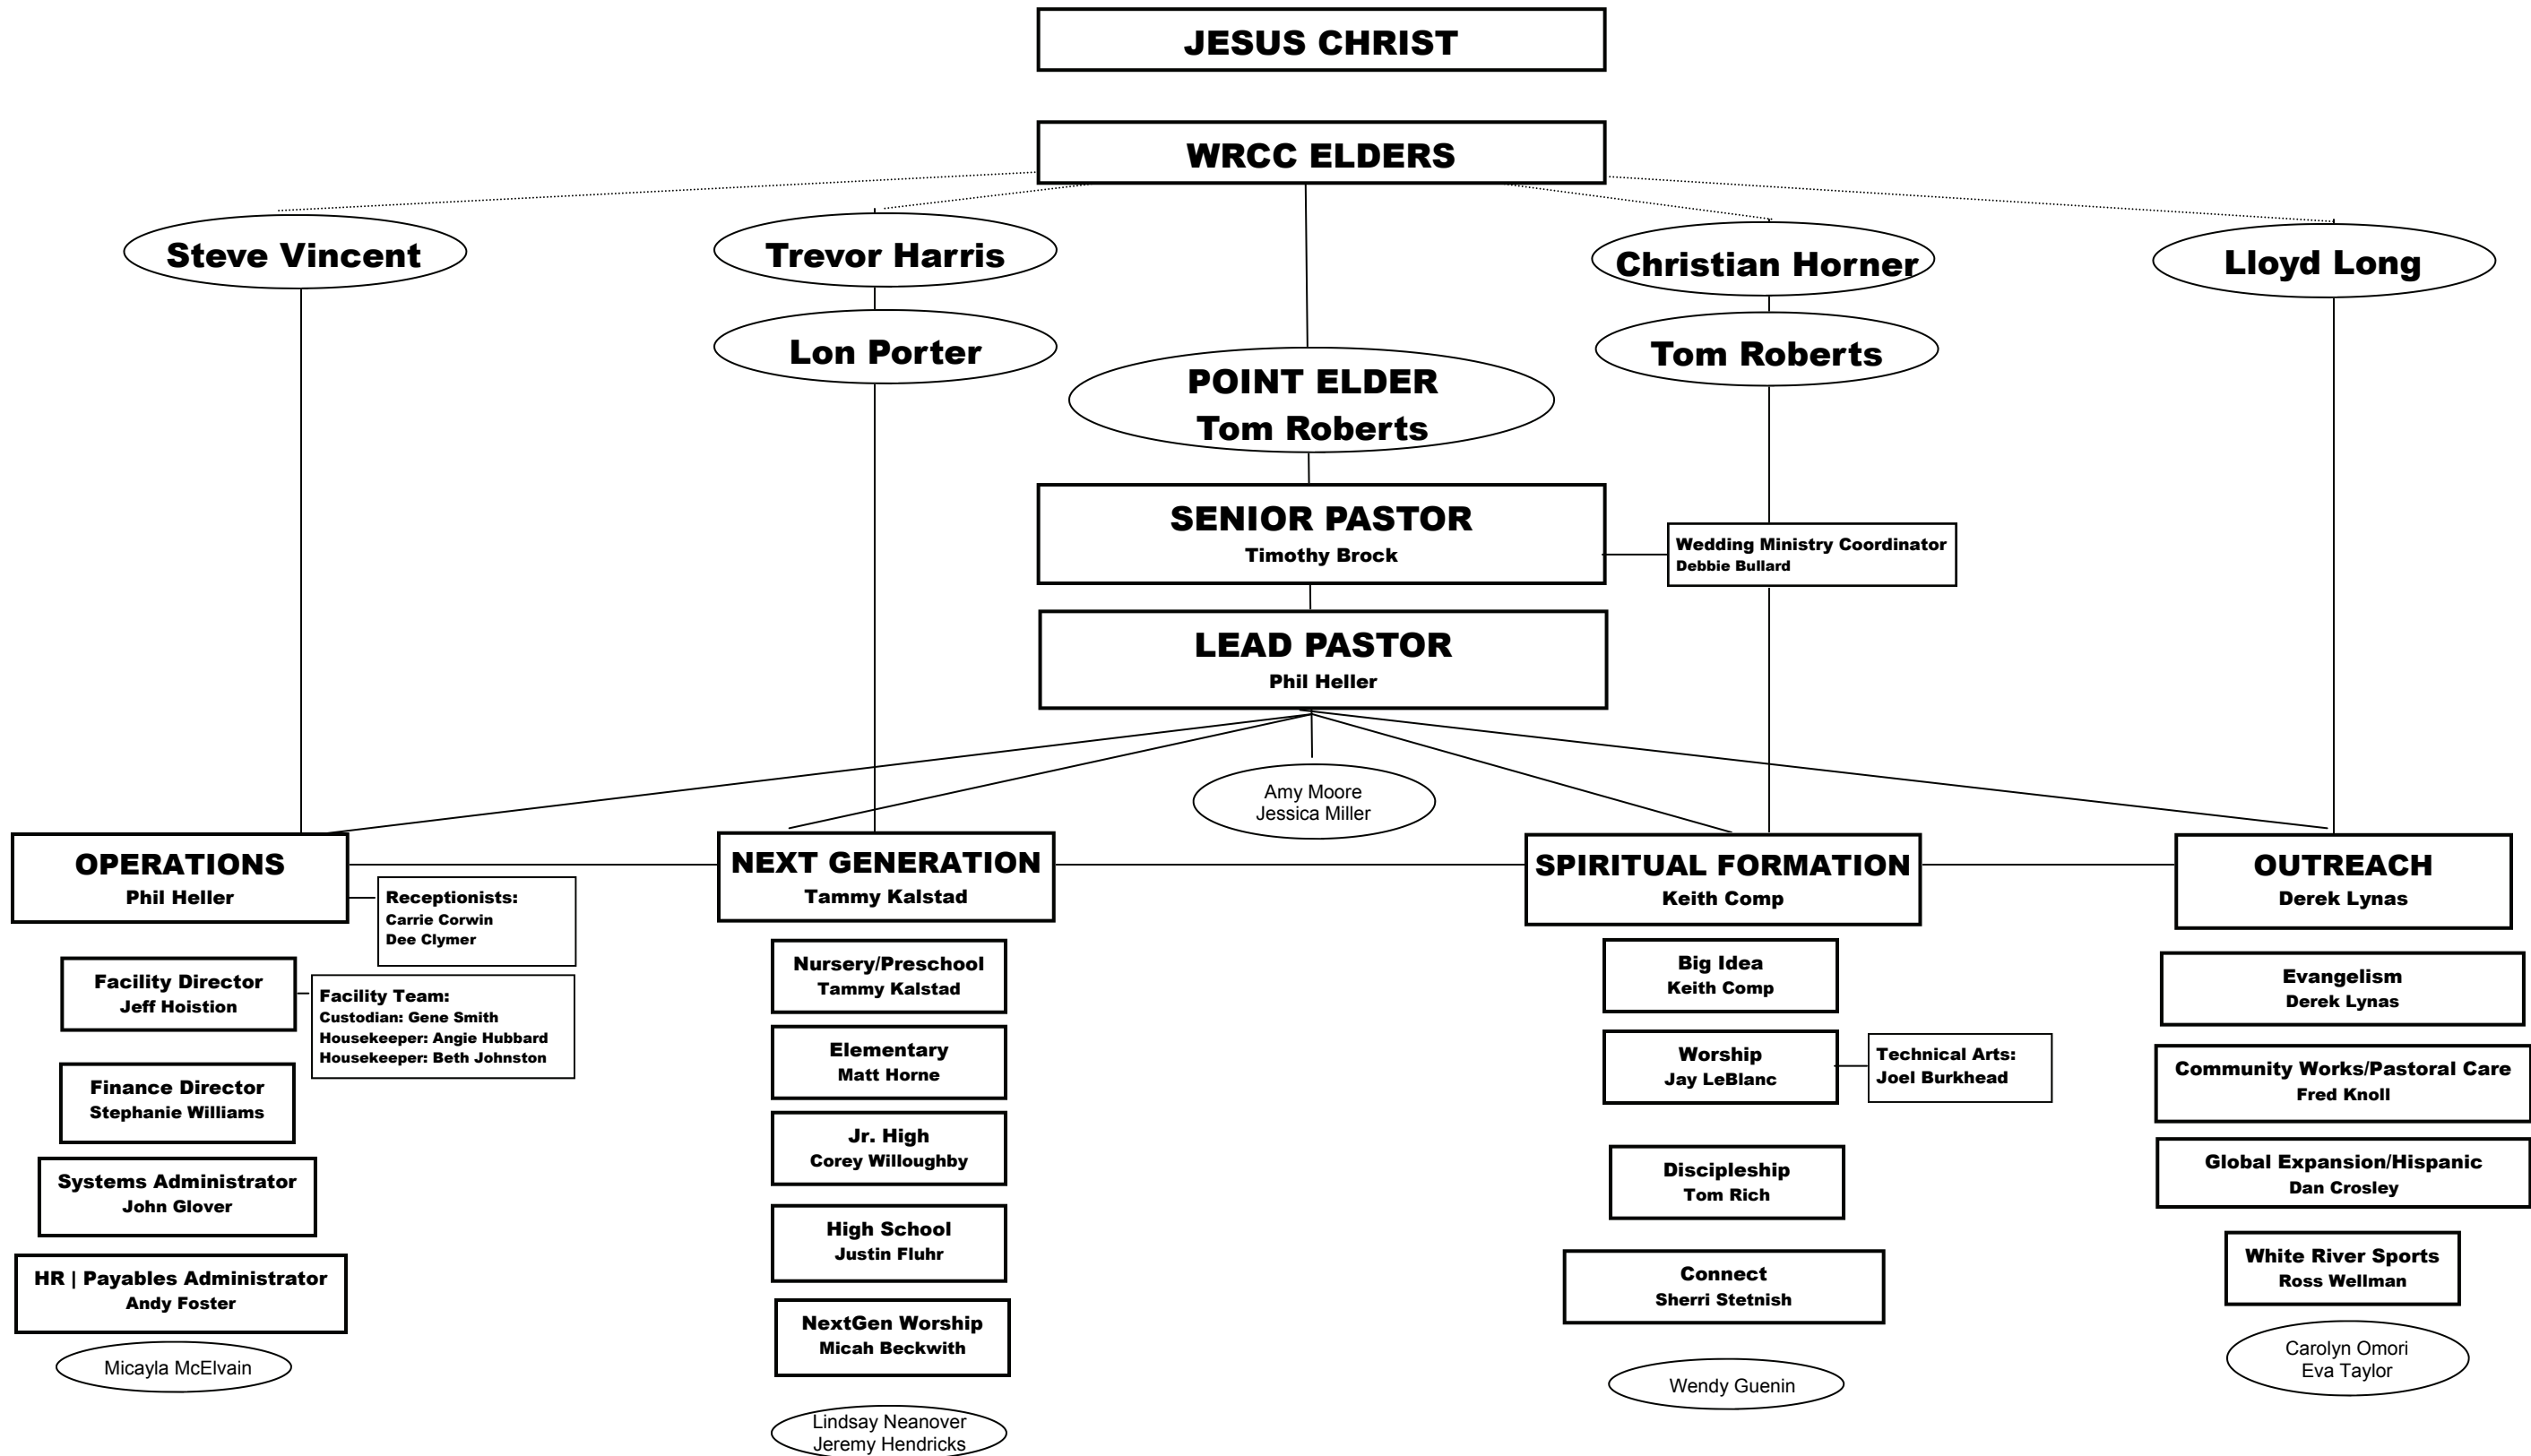 JESUS CHRIST
WRCC ELDERS
Steve Vincent
Trevor Harris
Christian Horner
Lloyd Long
Lon Porter
Tom Roberts
POINT ELDER
Tom Roberts
SENIOR PASTOR
Timothy Brock
Wedding Ministry Coordinator
Debbie Bullard
LEAD PASTOR
Phil Heller
Amy Moore
Jessica Miller
OPERATIONS
Phil Heller
Receptionists:
Carrie Corwin
Dee Clymer
Facility Director
Jeff Hoistion
Facility Team:
Custodian: Gene Smith
Housekeeper: Angie Hubbard
Housekeeper: Beth Johnston
Finance Director
Stephanie Williams
Systems Administrator
John Glover
HR | Payables Administrator
Andy Foster
Micayla McElvain
NEXT GENERATION
Tammy Kalstad
Nursery/Preschool
Tammy Kalstad
Elementary
Matt Horne
Jr. High
Corey Willoughby
High School
Justin Fluhr
NextGen Worship
Micah Beckwith
Lindsay Neanover
Jeremy Hendricks
SPIRITUAL FORMATION
Keith Comp
Big Idea
Keith Comp
Worship
Jay LeBlanc
Technical Arts:
Joel Burkhead
Discipleship
Tom Rich
Connect
Sherri Stetnish
Wendy Guenin
OUTREACH
Derek Lynas
Evangelism
Derek Lynas
Community Works/Pastoral Care
Fred Knoll
Global Expansion/Hispanic
Dan Crosley
White River Sports
Ross Wellman
Carolyn Omori
Eva Taylor